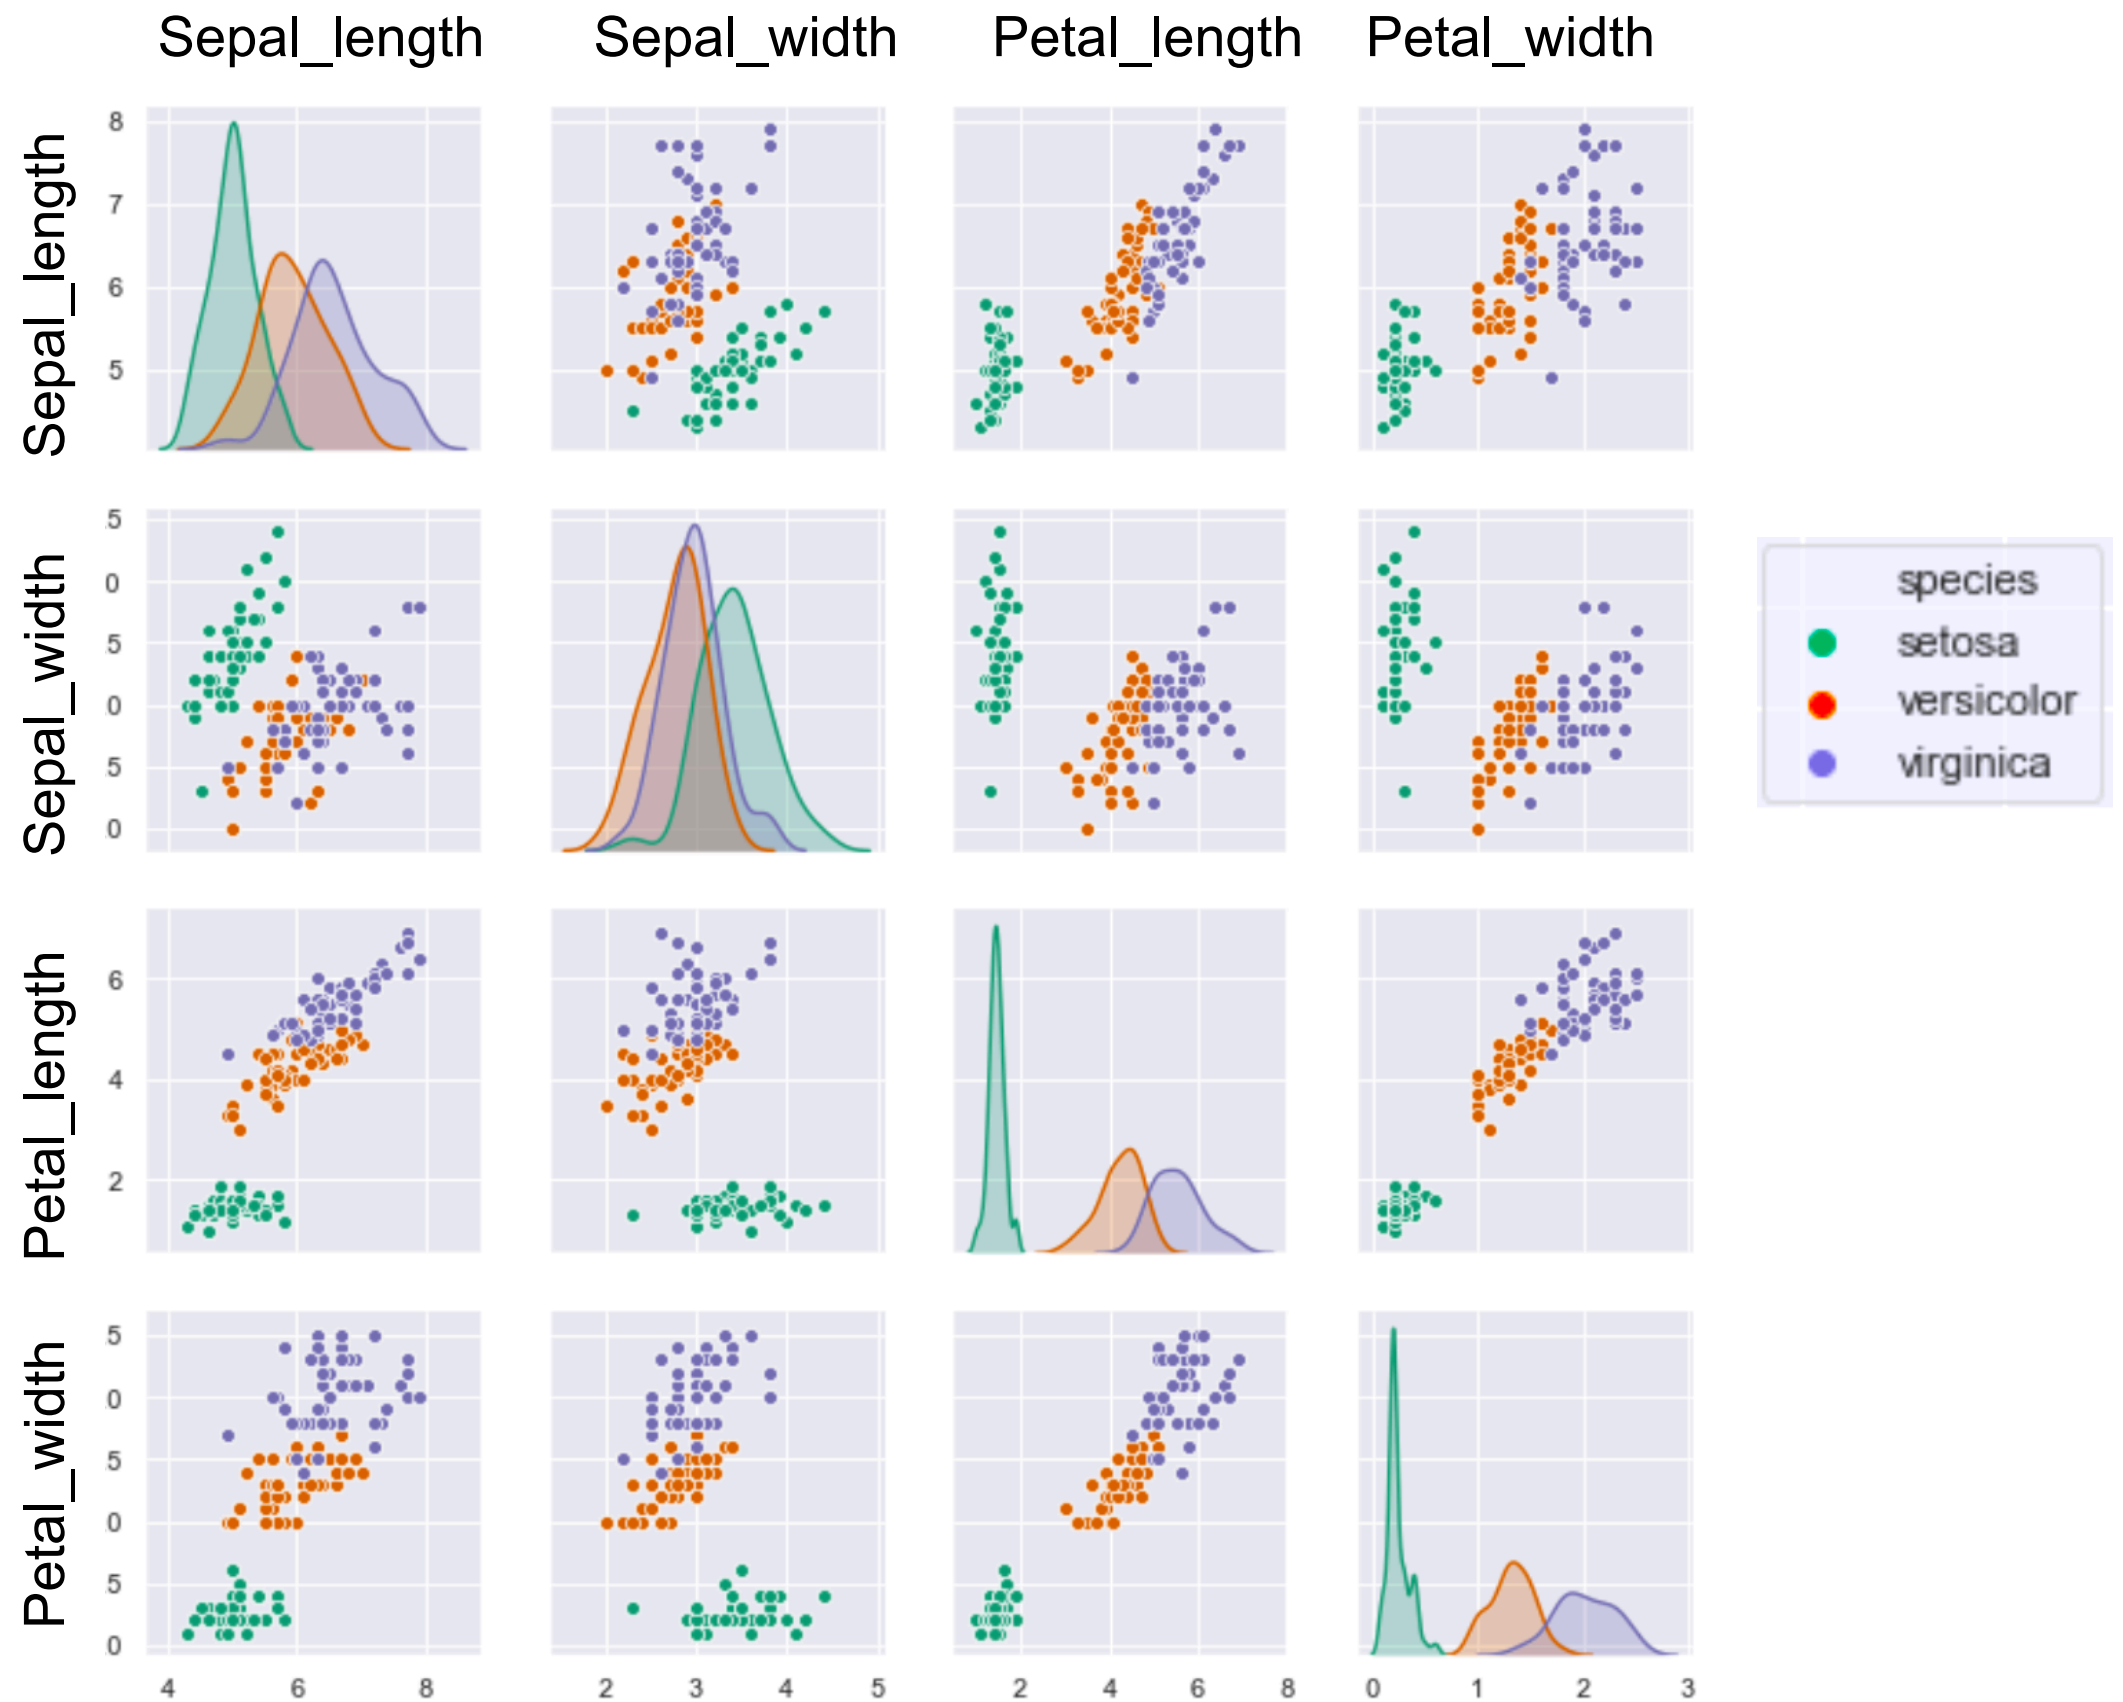 Sepal_length Sepal_width Petal_length Petal_width
Sepal_length
8
7
6
5
Sepal_width
.5
.0
.5
.0
.5
.0
species
setosa
versicolor
virginica
Petal_length
6
4
2
Petal_width
.5
.0
.5
.0
.5
.0
4 6 8 2 3 4 5 2 4 6 8 0 1 2 3